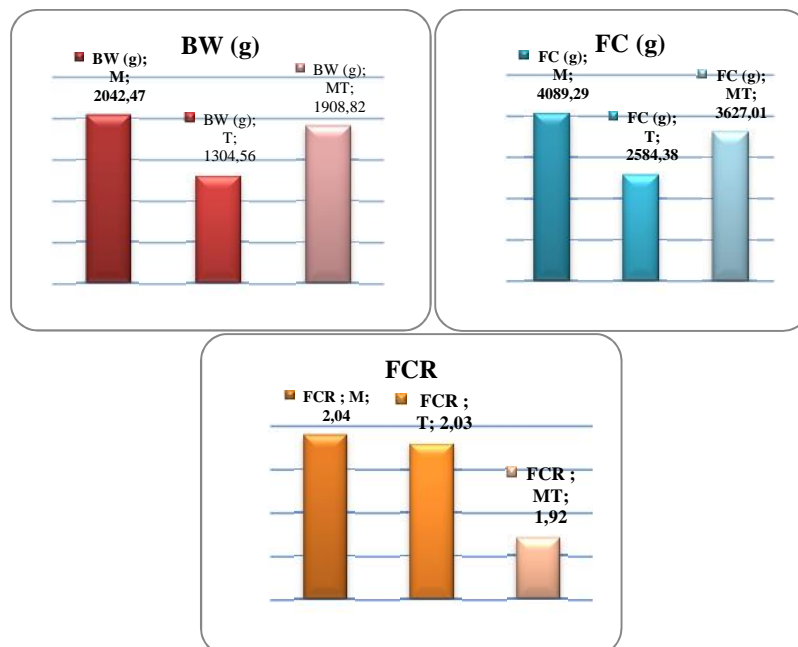 BW (g)
BW (g);
M;
2042,47
BW (g);
T;
1304,56
BW (g);
MT;
1908,82
FC (g)
FC (g);
M;
4089,29
FC (g);
T;
2584,38
FC (g);
MT;
3627,01
FCR
FCR ; M;
2,04
FCR ;
T; 2,03
FCR ;
MT;
1,92